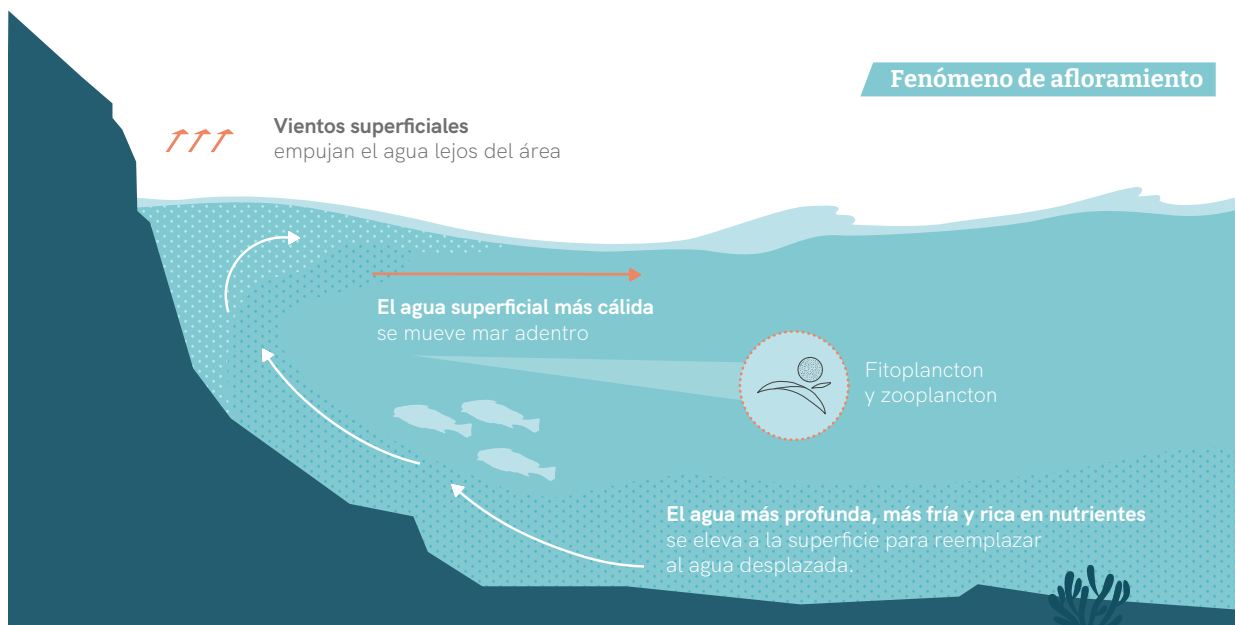 Fenómeno de afloramiento
Vientos superficiales
empujan el agua lejos del área
El agua superficial más cálida
se mueve mar adentro
Fitoplancton
y zooplancton
El agua más profunda, más fría y rica en nutrientes
se eleva a la superficie para reemplazar
al agua desplazada.